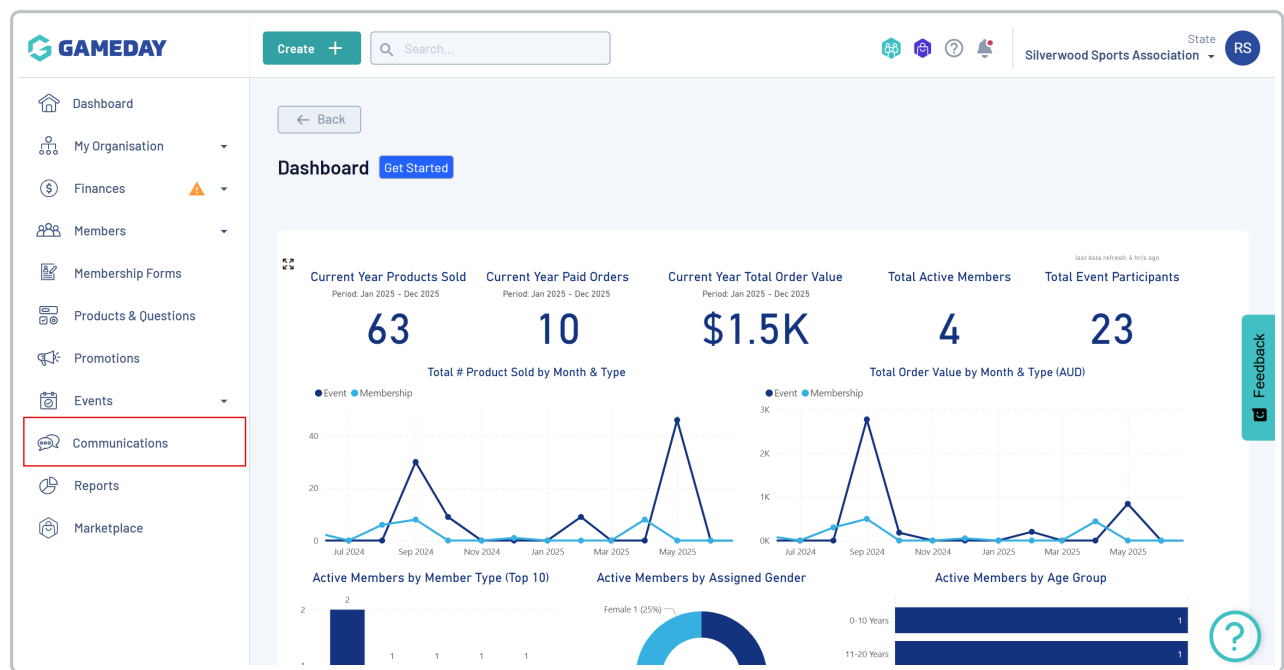 GAMEDAY
Create +
Search...
State
Silverwood Sports Association
RS
Dashboard
My Organisation
Finances
Members
Membership Forms
Products & Questions
Promotions
Events
Communications
Reports
Marketplace
← Back
Dashboard Get Started
last data refresh: 6 hr/s ago
Current Year Products Sold
Period: Jan 2025 - Dec 2025
63
Current Year Paid Orders
Period: Jan 2025 - Dec 2025
10
Current Year Total Order Value
Period: Jan 2025 - Dec 2025
$1.5K
Total Active Members
4
Total Event Participants
23
Total # Product Sold by Month & Type
Event Membership
40
20
0
Jul 2024 Sep 2024 Nov 2024 Jan 2025 Mar 2025 May 2025
Total Order Value by Month & Type (AUD)
Event Membership
3K
2K
1K
0K
Jul 2024 Sep 2024 Nov 2024 Jan 2025 Mar 2025 May 2025
Active Members by Member Type (Top 10)
2
2
1 1 1 1
Active Members by Assigned Gender
Female 1 (25%)
Active Members by Age Group
0-10 Years 1
11-20 Years 1
Feedback
?